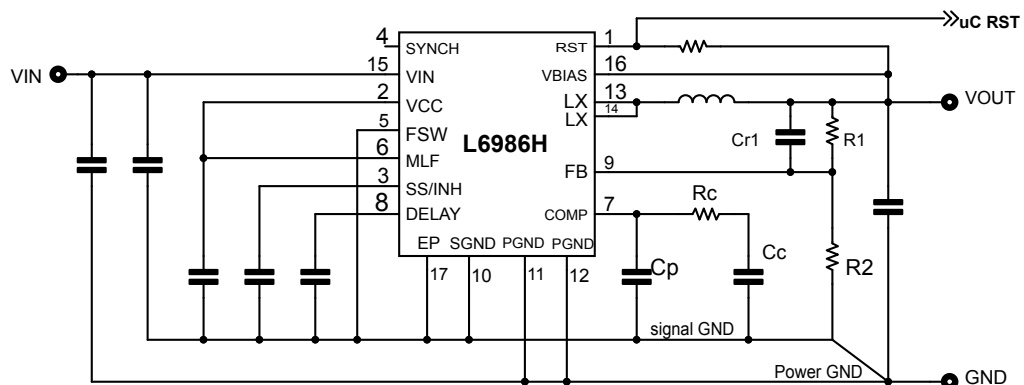 uC RST
4 SYNCH RST 1
15 VIN VBIAS 16
VIN
2 VCC LX 13
LX 14
VOUT
5 FSW
L6986H
Cr1 R1
6 MLF FB 9
3 SS/INH
8 DELAY COMP 7
Rc
EP SGND PGND PGND
17 10 11 12
Cp Cc R2
signal GND
Power GND
GND